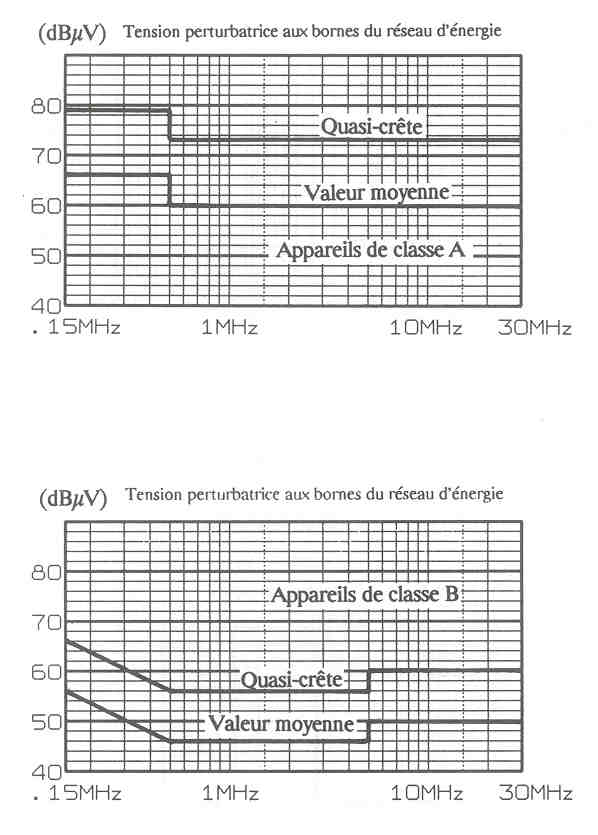 (dBμV) Tension perturbatrice aux bornes du réseau d'énergie
80
Quasi-crête
70
Valeur moyenne
60
Appareils de classe A
50
40
.15MHz 1MHz 10MHz 30MHz
(dBμV) Tension perturbatrice aux bornes du réseau d'énergie
80
Appareils de classe B
70
60
Quasi-crête
50
Valeur moyenne
40
.15MHz 1MHz 10MHz 30MHz